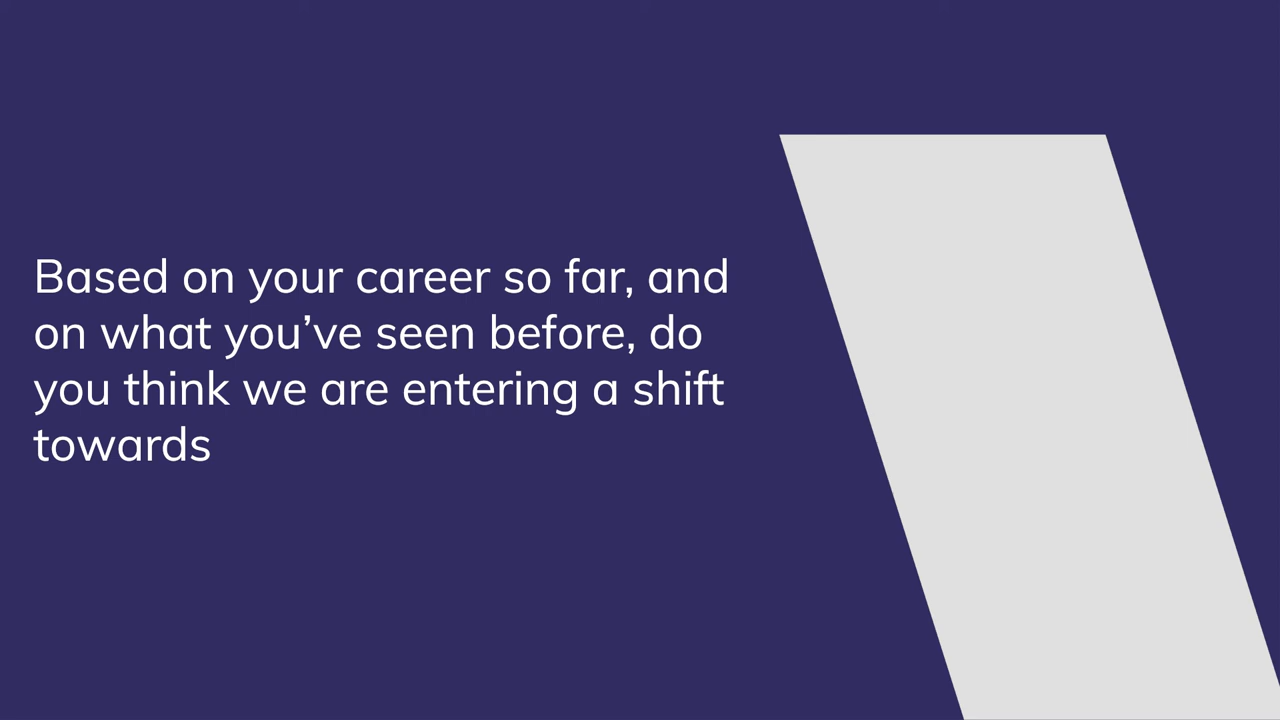 Based on your career so far, and
on what you’ve seen before, do
you think we are entering a shift
towards